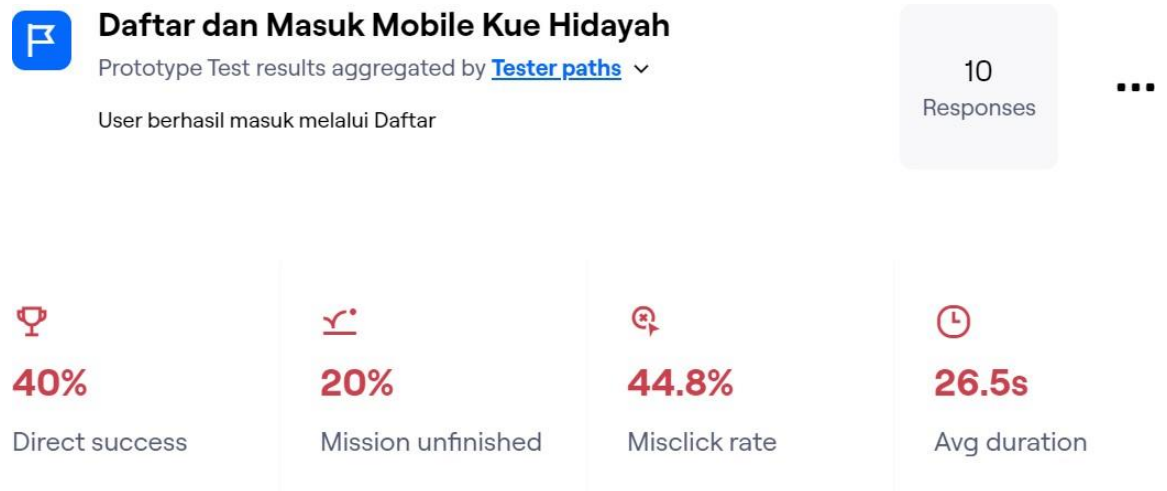 Daftar dan Masuk Mobile Kue Hidayah
Prototype Test results aggregated by Tester paths
User berhasil masuk melalui Daftar
10
Responses
40%
Direct success
20%
Mission unfinished
44.8%
Misclick rate
26.5s
Avg duration